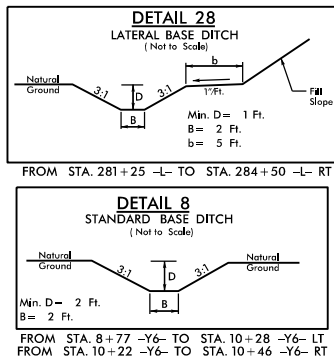 DETAIL 28
LATERAL BASE DITCH
( Not to Scale)
b
Natural
Ground
3:1
D
3:1
1"/Ft.
Fill
Slope
B
Min. D= 1 Ft.
B= 2 Ft.
b= 5 Ft.
FROM STA. 281+25 -L- TO STA. 284+50 -L- RT
DETAIL 8
STANDARD BASE DITCH
( Not to Scale)
Natural
Ground
Natural
Ground
3:1
D
3:1
B
Min. D= 2 Ft.
B= 2 Ft.
FROM STA. 8+77 -Y6- TO STA. 10+28 -Y6- LT
FROM STA. 10+22 -Y6- TO STA. 10+46 -Y6- RT